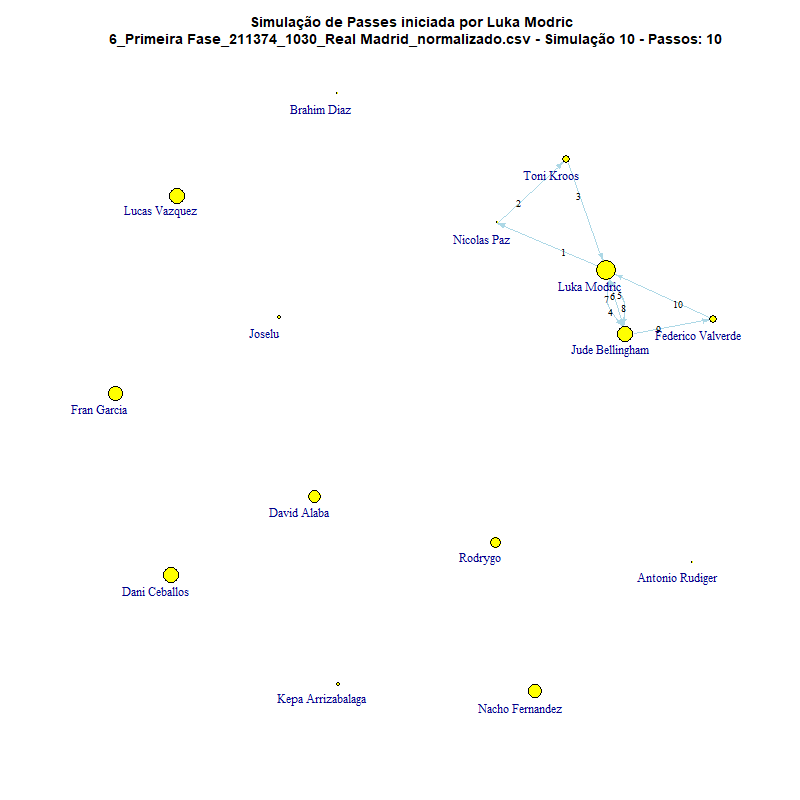 Simulação de Passes iniciada por Luka Modric
6_Primeira Fase_211374_1030_Real Madrid_normalizado.csv - Simulação 10 - Passos: 10
Brahim Diaz
Toni Kroos
3
2
Lucas Vazquez
Nicolas Paz
1
Luka Modric
7 6 5
10
4 8
9
Federico Valverde
Joselu
Jude Bellingham
Fran Garcia
David Alaba
Rodrygo
Antonio Rudiger
Dani Ceballos
Kepa Arrizabalaga
Nacho Fernandez